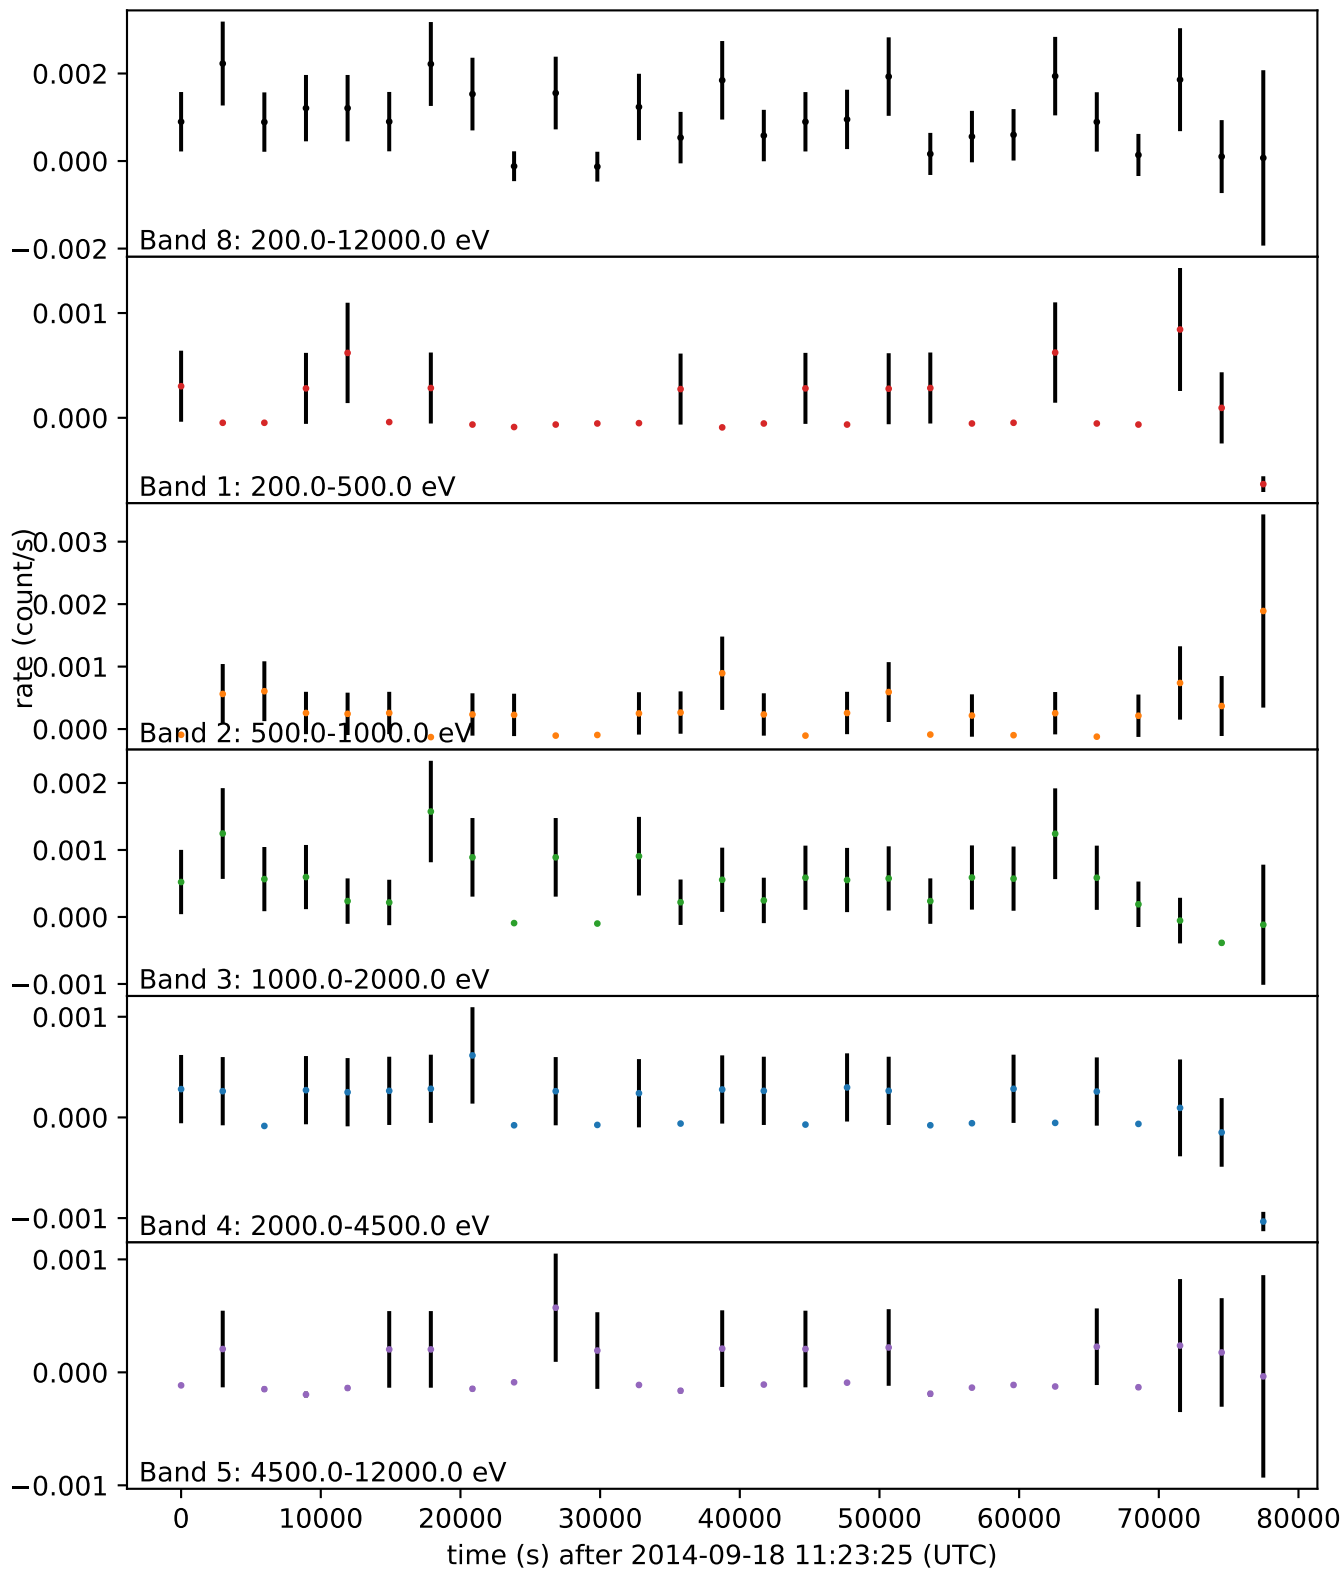 0.002
0.000
−0.002
Band 8: 200.0-12000.0 eV
0.001
0.000
Band 1: 200.0-500.0 eV
rate (count/s)
0.003
0.002
0.001
0.000
Band 2: 500.0-1000.0 eV
0.002
0.001
0.000
−0.001
Band 3: 1000.0-2000.0 eV
0.001
0.000
−0.001
Band 4: 2000.0-4500.0 eV
0.001
0.000
−0.001
Band 5: 4500.0-12000.0 eV
0 10000 20000 30000 40000 50000 60000 70000 80000
time (s) after 2014-09-18 11:23:25 (UTC)